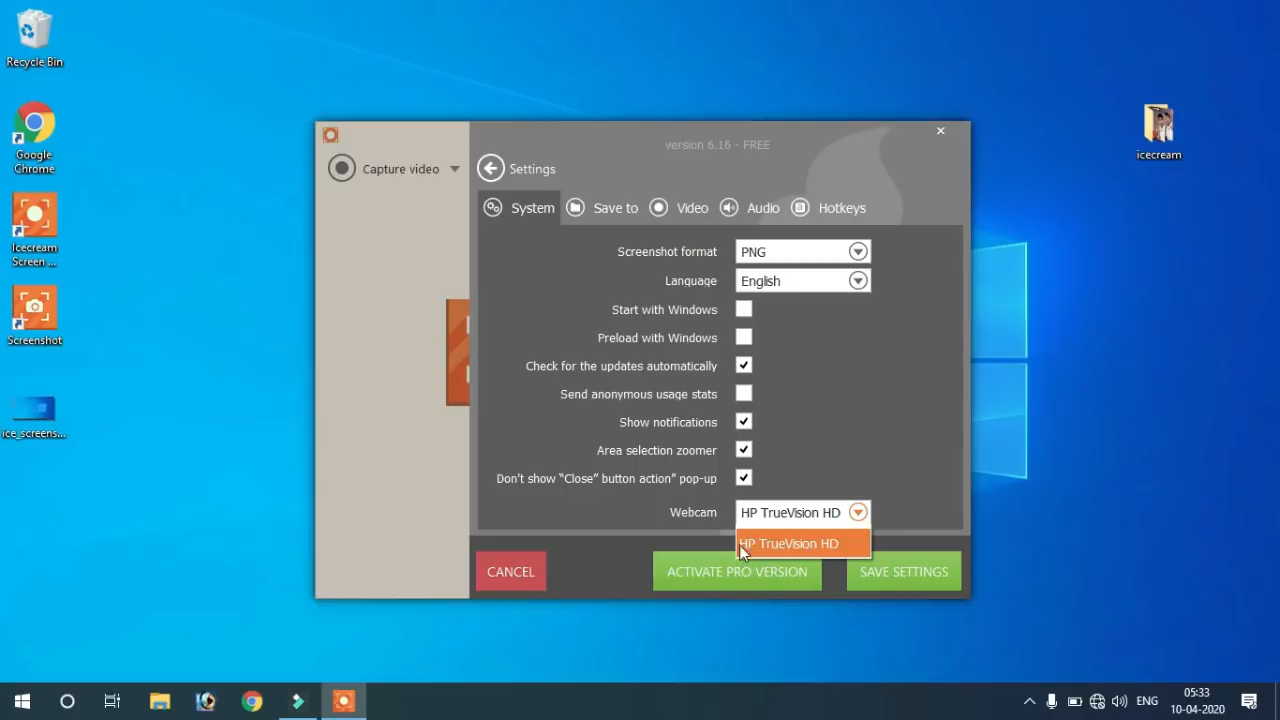 Recycle Bin
Google
Chrome
Icecream
Screen ...
Screenshot
ice_screens...
icecream
version 6.16 - FREE
Capture video
Settings
System
Save to
Video
Audio
Hotkeys
Screenshot format
PNG
Language
English
Start with Windows
Preload with Windows
Check for the updates automatically
Send anonymous usage stats
Show notifications
Area selection zoomer
Don't show “Close” button action” pop-up
Webcam
HP TrueVision HD
HP TrueVision HD
CANCEL
ACTIVATE PRO VERSION
SAVE SETTINGS
ENG
05:33
10-04-2020